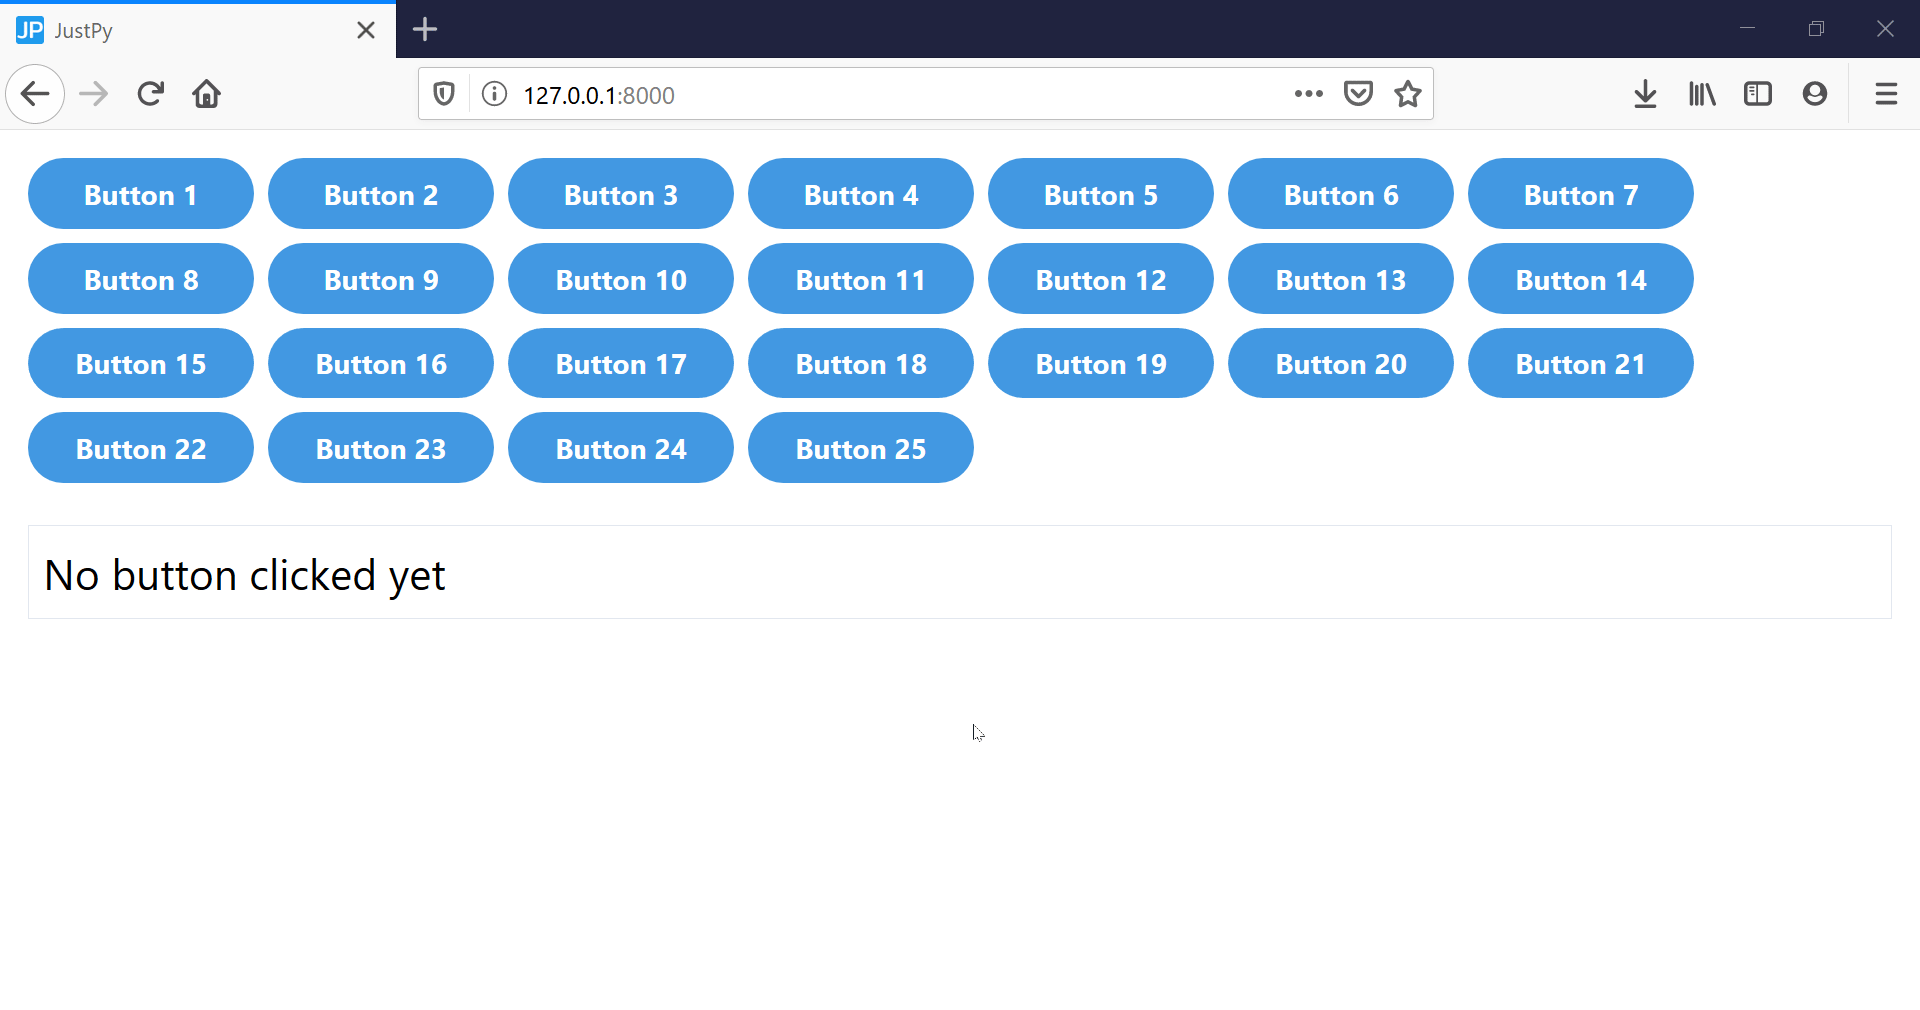 JP JustPy
127.0.0.1:8000
Button 1 Button 2 Button 3 Button 4 Button 5 Button 6 Button 7
Button 8 Button 9 Button 10 Button 11 Button 12 Button 13 Button 14
Button 15 Button 16 Button 17 Button 18 Button 19 Button 20 Button 21
Button 22 Button 23 Button 24 Button 25
No button clicked yet